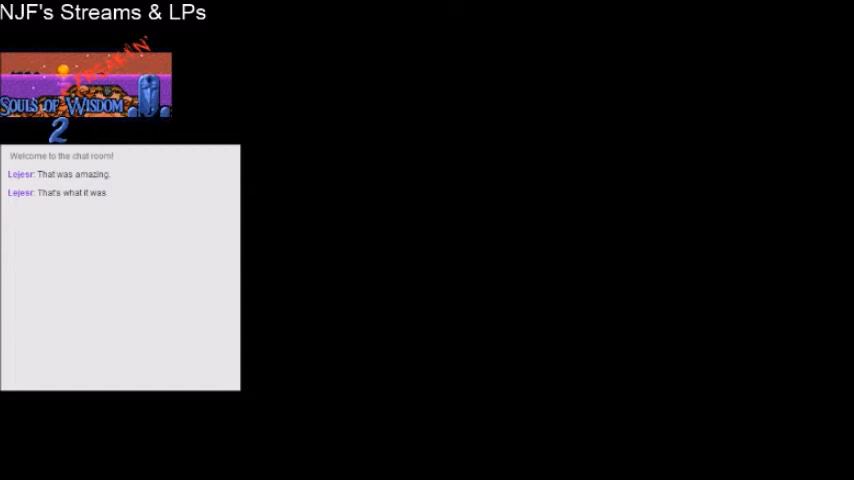 NJF's Streams & LPs
FREAKIN'
SOULS OF WISDOM
2
Welcome to the chat room!
Lejesr: That was amazing.
Lejesr: That's what it was.